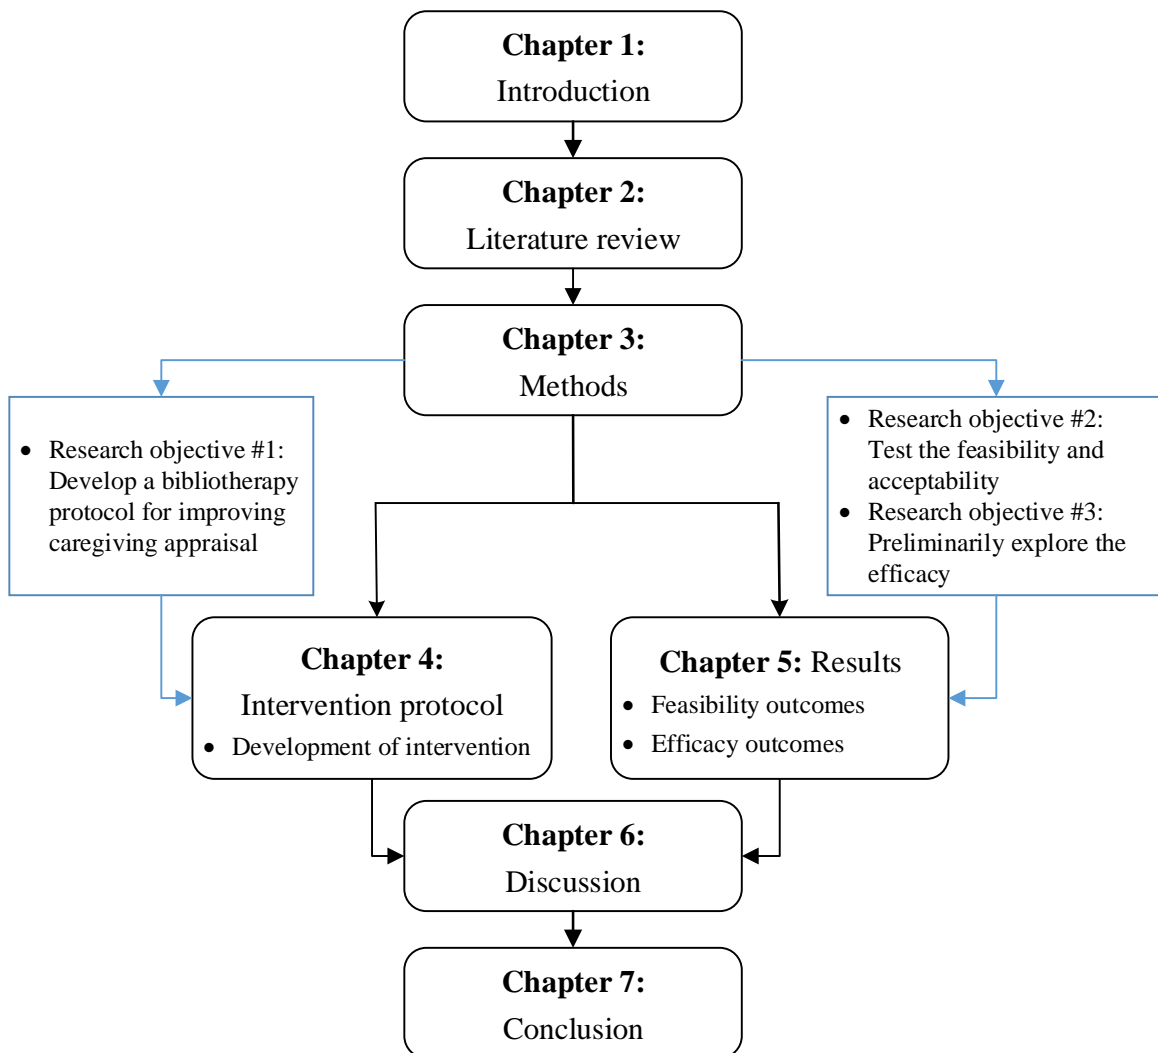 Chapter 1:
Introduction
Chapter 2:
Literature review
Chapter 3:
Methods
• Research objective #1:
Develop a bibliotherapy
protocol for improving
caregiving appraisal
• Research objective #2:
Test the feasibility and
acceptability
• Research objective #3:
Preliminarily explore the
efficacy
Chapter 4:
Intervention protocol
• Development of intervention
Chapter 5: Results
• Feasibility outcomes
• Efficacy outcomes
Chapter 6:
Discussion
Chapter 7:
Conclusion